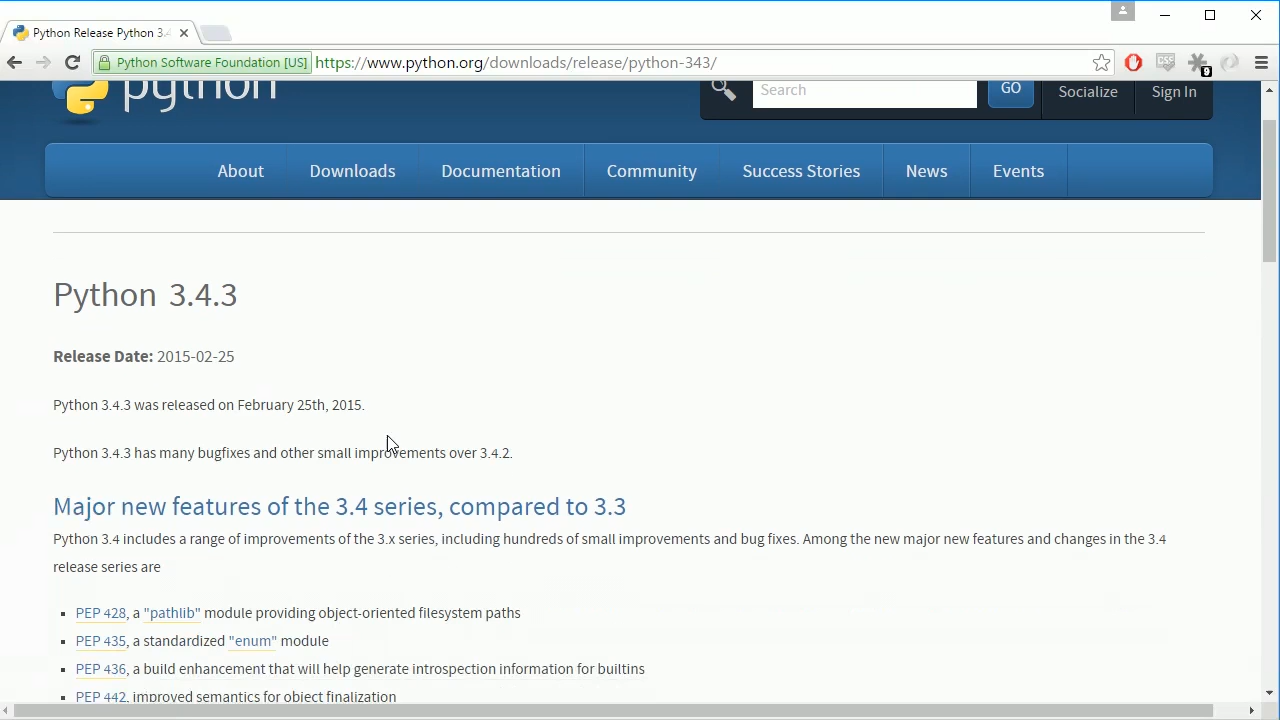 Python Release Python 3.4
Python Software Foundation [US] https://www.python.org/downloads/release/python-343/
9
python
Search
GO
Socialize
Sign In
About Downloads Documentation Community Success Stories News Events
Python 3.4.3
Release Date: 2015-02-25
Python 3.4.3 was released on February 25th, 2015.
Python 3.4.3 has many bugfixes and other small improvements over 3.4.2.
Major new features of the 3.4 series, compared to 3.3
Python 3.4 includes a range of improvements of the 3.x series, including hundreds of small improvements and bug fixes. Among the new major new features and changes in the 3.4
release series are
PEP 428, a "pathlib" module providing object-oriented filesystem paths
PEP 435, a standardized "enum" module
PEP 436, a build enhancement that will help generate introspection information for builtins
PEP 442, improved semantics for object finalization